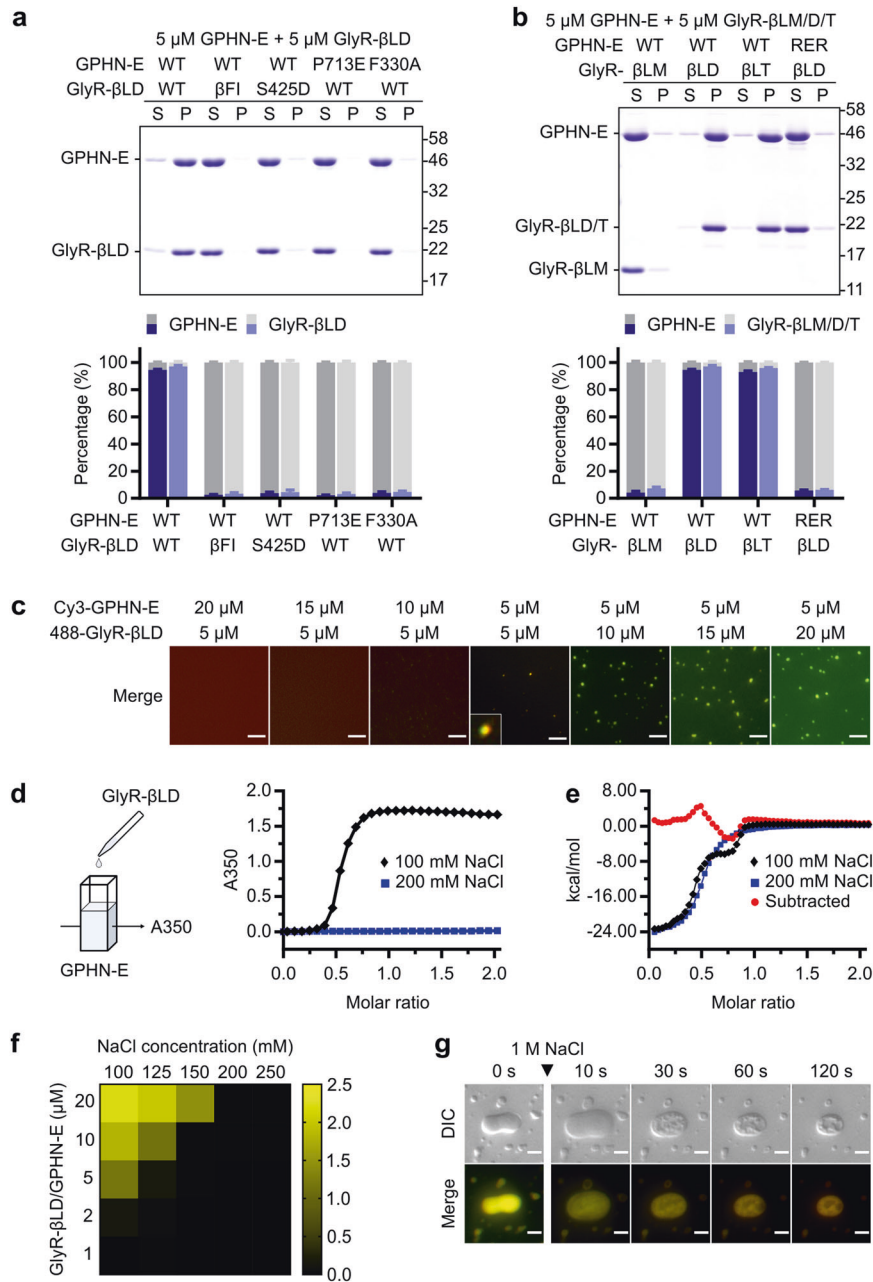 a
5 µM GPHN-E + 5 µM GlyR-βLD
GPHN-E WT WT WT P713E F330A
GlyR-βLD WT βFI S425D WT WT
S P S P S P S P S P
GPHN-E
GlyR-βLD
58
46
32
25
22
17
GPHN-E GlyR-βLD
Percentage (%)
100
80
60
40
20
0
GPHN-E WT WT WT P713E F330A
GlyR-βLD WT βFI S425D WT WT
b
5 µM GPHN-E + 5 µM GlyR-βLM/D/T
GPHN-E WT WT WT RER
GlyR- βLM βLD βLT βLD
S P S P S P S P
GPHN-E
GlyR-βLD/T
GlyR-βLM
58
46
32
25
22
17
11
GPHN-E GlyR-βLM/D/T
Percentage (%)
100
80
60
40
20
0
GPHN-E WT WT WT RER
GlyR- βLM βLD βLT βLD
c
Cy3-GPHN-E 20 µM 15 µM 10 µM 5 µM 5 µM 5 µM 5 µM
488-GlyR-βLD 5 µM 5 µM 5 µM 5 µM 10 µM 15 µM 20 µM
Merge
d
GlyR-βLD
A350
GPHN-E
A350
2.0
1.5
1.0
0.5
0.0
100 mM NaCl
200 mM NaCl
0.0 0.5 1.0 1.5 2.0
Molar ratio
e
kcal/mol
8.00
0.00
-8.00
-16.00
-24.00
100 mM NaCl
200 mM NaCl
Subtracted
0.0 0.5 1.0 1.5 2.0
Molar ratio
f
NaCl concentration (mM)
100 125 150 200 250
GlyR-βLD/GPHN-E (µM)
20
10
5
2
1
2.5
2.0
1.5
1.0
0.5
0.0
g
1 M NaCl
0 s 10 s 30 s 60 s 120 s
DIC
Merge